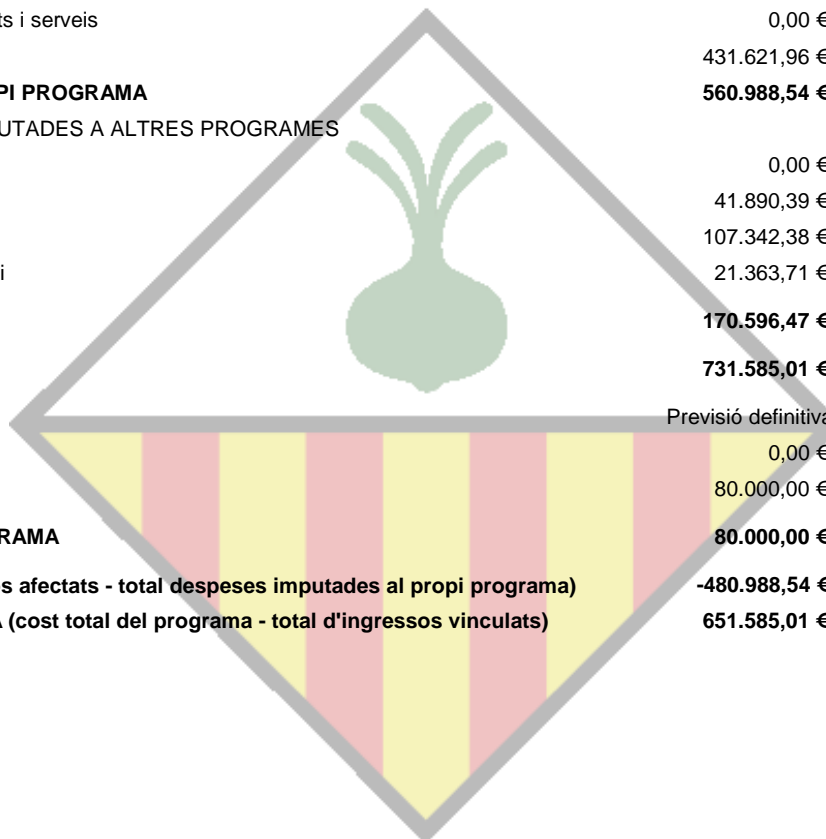 ts i serveis 0,00 €
431.621,96 €
PI PROGRAMA 560.988,54 €
UTADES A ALTRES PROGRAMES
0,00 €
41.890,39 €
107.342,38 €
i 21.363,71 €
170.596,47 €
731.585,01 €
Previsió definitiva
0,00 €
80.000,00 €
RAMA 80.000,00 €
s afectats - total despeses imputades al propi programa) -480.988,54 €
A (cost total del programa - total d'ingressos vinculats) 651.585,01 €